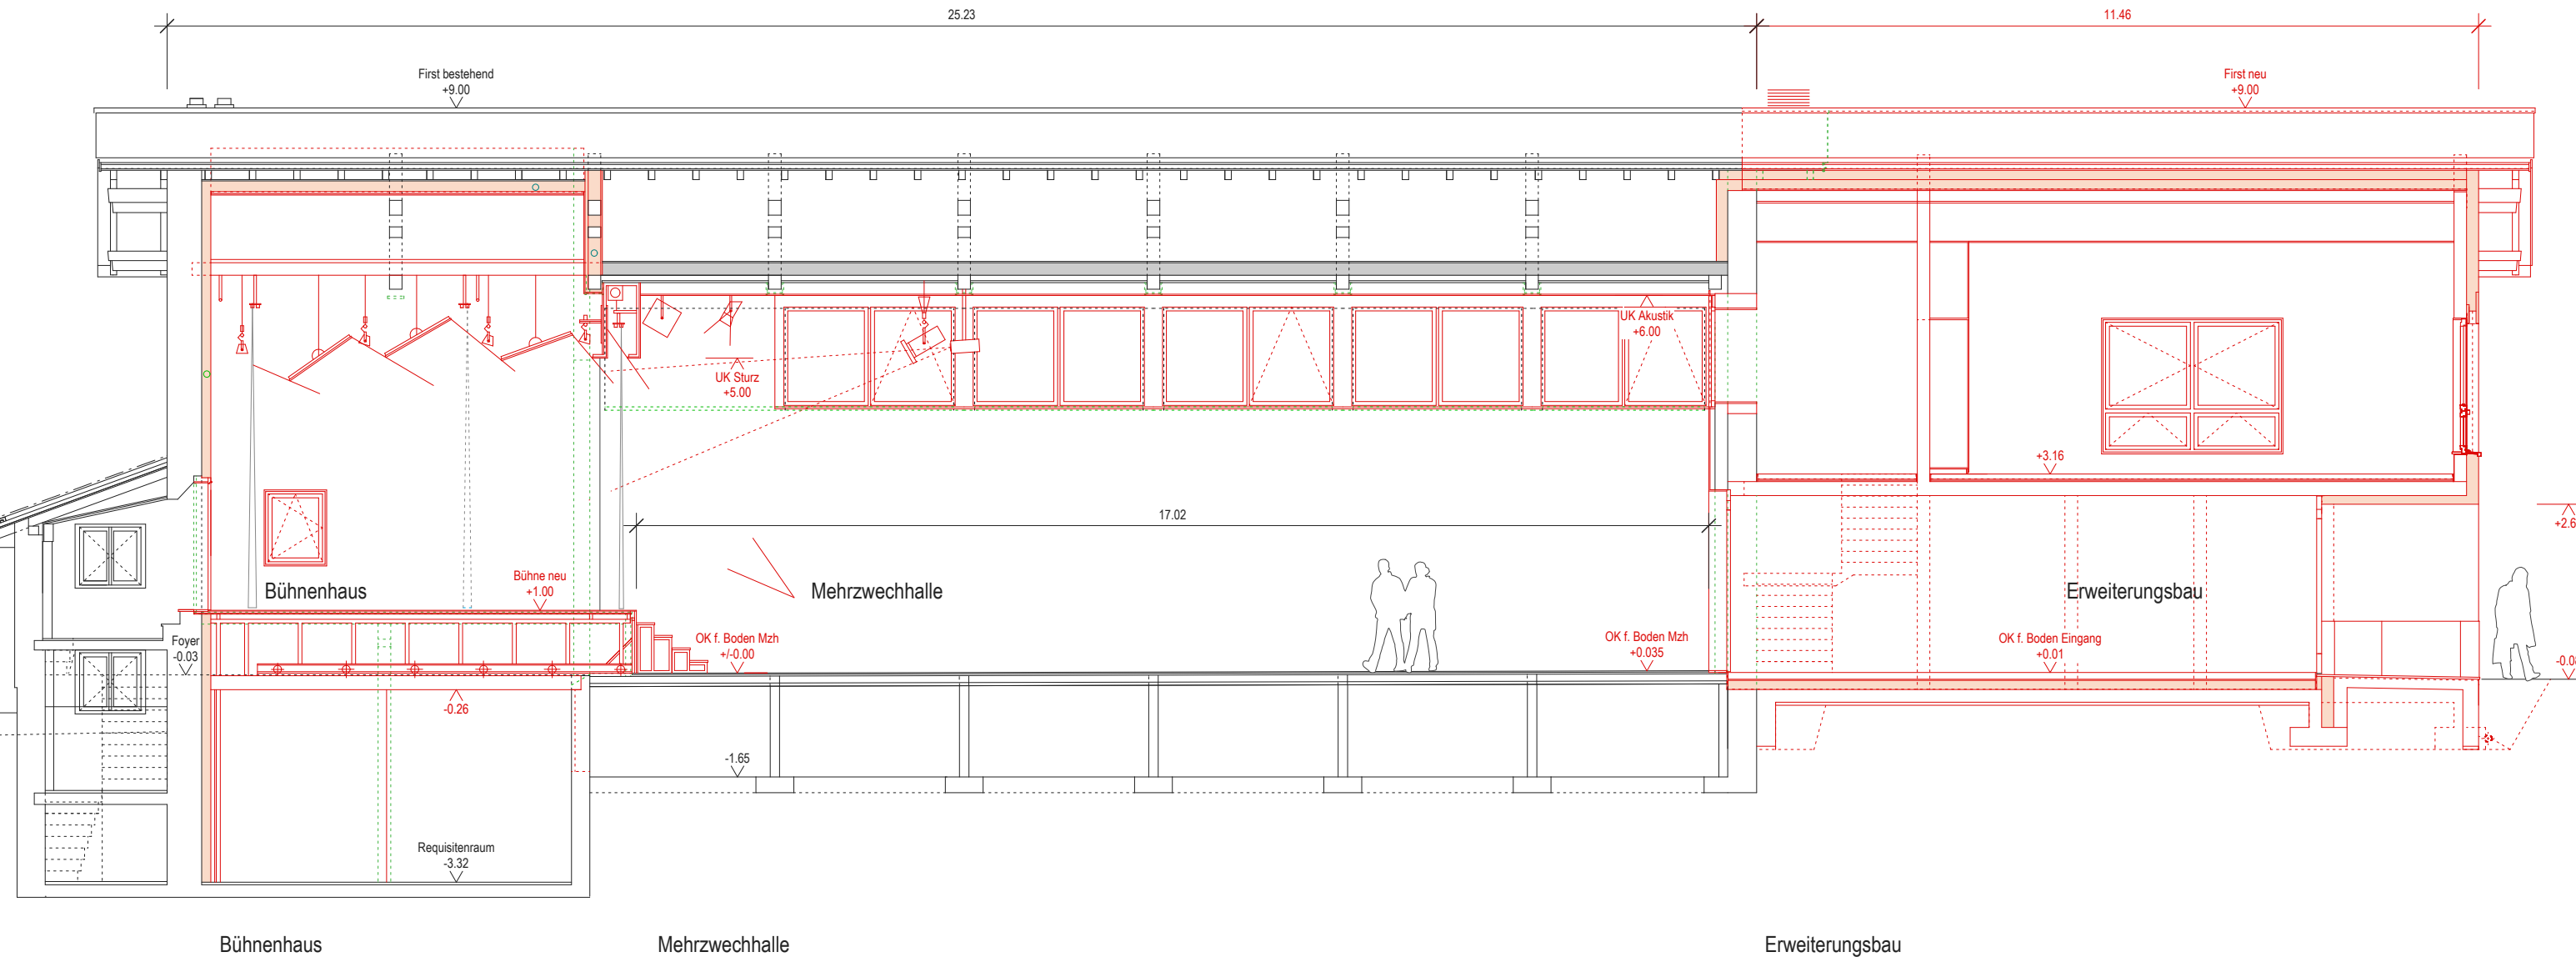 25.23
11.46
First bestehend
+9.00
First neu
+9.00
UK Akustik
+6.00
UK Sturz
+5.00
+3.16
17.02
+2.6
Bühne neu
+1.00
Bühnenhaus
Mehrzwechhalle
Erweiterungsbau
Foyer
-0.03
OK f. Boden Mzh
+/-0.00
OK f. Boden Mzh
+0.035
OK f. Boden Eingang
+0.01
-0.0
-0.26
-1.65
Requisitenraum
-3.32
Bühnenhaus
Mehrzwechhalle
Erweiterungsbau